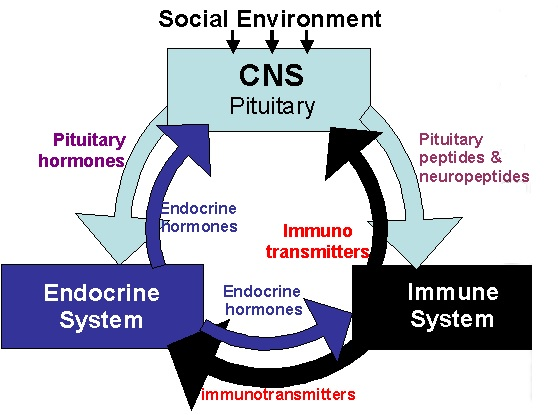 Social Environment
CNS
Pituitary
Pituitary
hormones
Pituitary
peptides &
neuropeptides
Endocrine
hormones
Immuno
transmitters
Endocrine
System
Endocrine
hormones
Immune
System
immunotransmitters